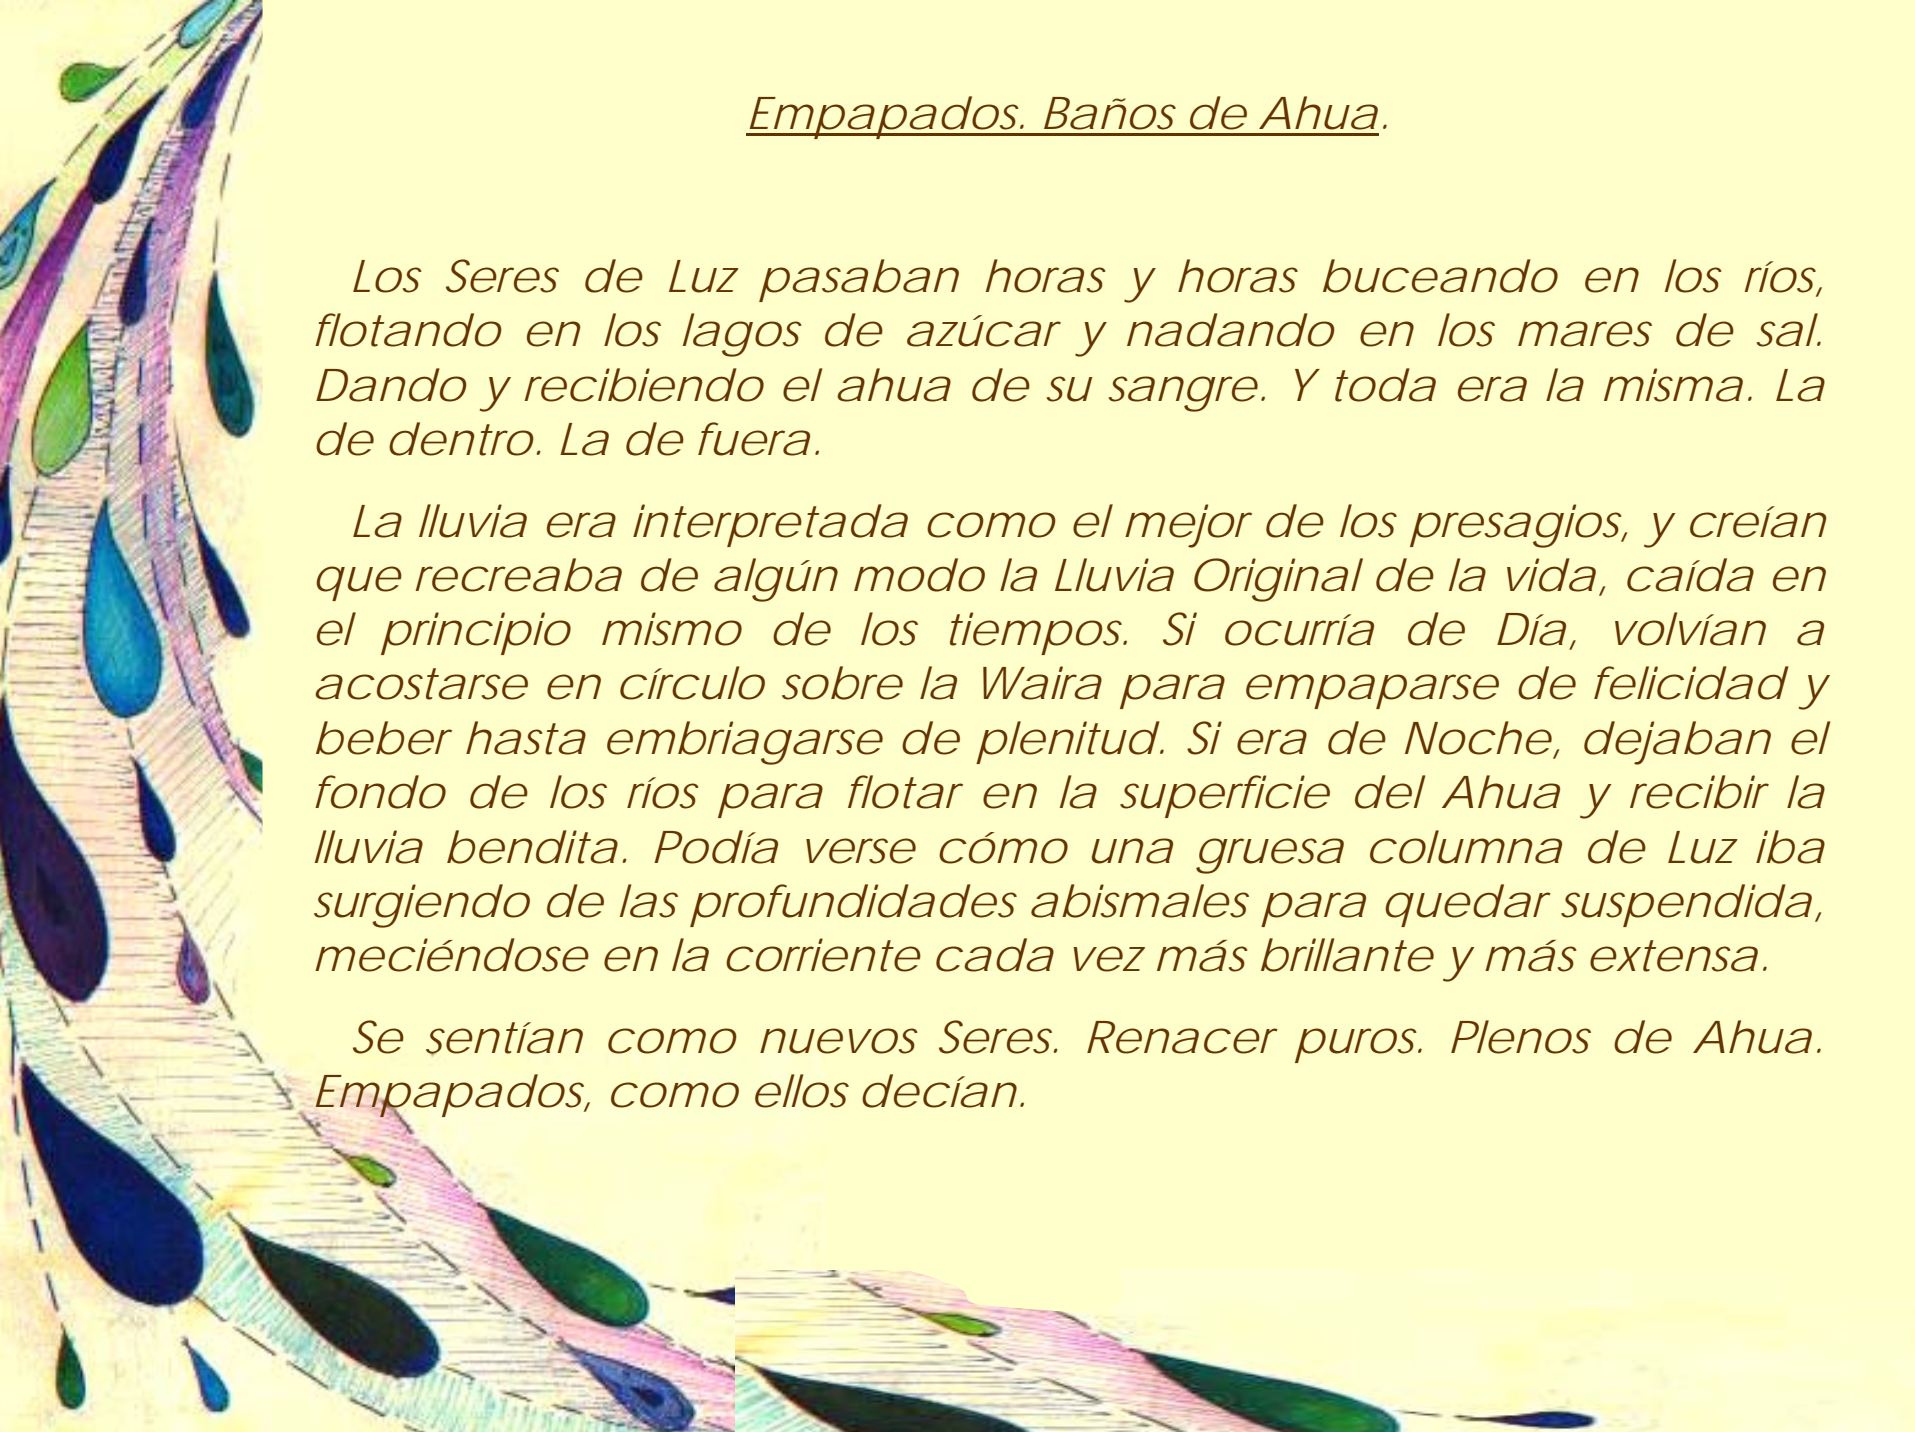 Empapados. Baños de Ahua.
Los Seres de Luz pasaban horas y horas buceando en los ríos,
flotando en los lagos de azúcar y nadando en los mares de sal.
Dando y recibiendo el ahua de su sangre. Y toda era la misma. La
de dentro. La de fuera.
La lluvia era interpretada como el mejor de los presagios, y creían
que recreaba de algún modo la Lluvia Original de la vida, caída en
el principio mismo de los tiempos. Si ocurría de Día, volvían a
acostarse en círculo sobre la Waira para empaparse de felicidad y
beber hasta embriagarse de plenitud. Si era de Noche, dejaban el
fondo de los ríos para flotar en la superficie del Ahua y recibir la
lluvia bendita. Podía verse cómo una gruesa columna de Luz iba
surgiendo de las profundidades abismales para quedar suspendida,
meciéndose en la corriente cada vez más brillante y más extensa.
Se sentían como nuevos Seres. Renacer puros. Plenos de Ahua.
Empapados, como ellos decían.